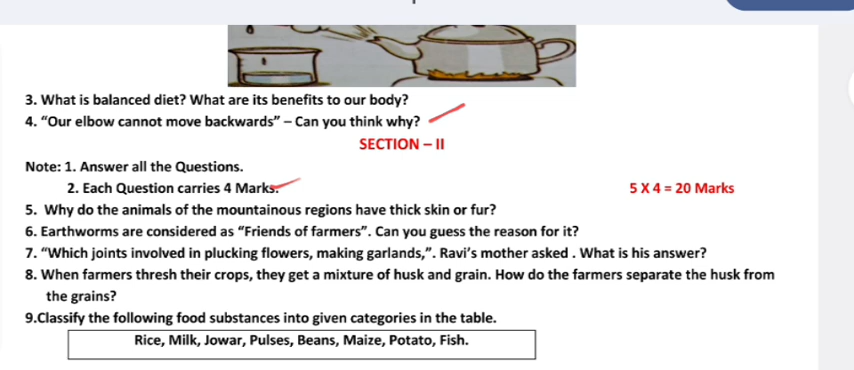 3. What is balanced diet? What are its benefits to our body?
4. “Our elbow cannot move backwards” – Can you think why?
SECTION – II
Note: 1. Answer all the Questions.
2. Each Question carries 4 Marks. 5 X 4 = 20 Marks
5. Why do the animals of the mountainous regions have thick skin or fur?
6. Earthworms are considered as “Friends of farmers”. Can you guess the reason for it?
7. “Which joints involved in plucking flowers, making garlands,”. Ravi’s mother asked . What is his answer?
8. When farmers thresh their crops, they get a mixture of husk and grain. How do the farmers separate the husk from
the grains?
9.Classify the following food substances into given categories in the table.
Rice, Milk, Jowar, Pulses, Beans, Maize, Potato, Fish.